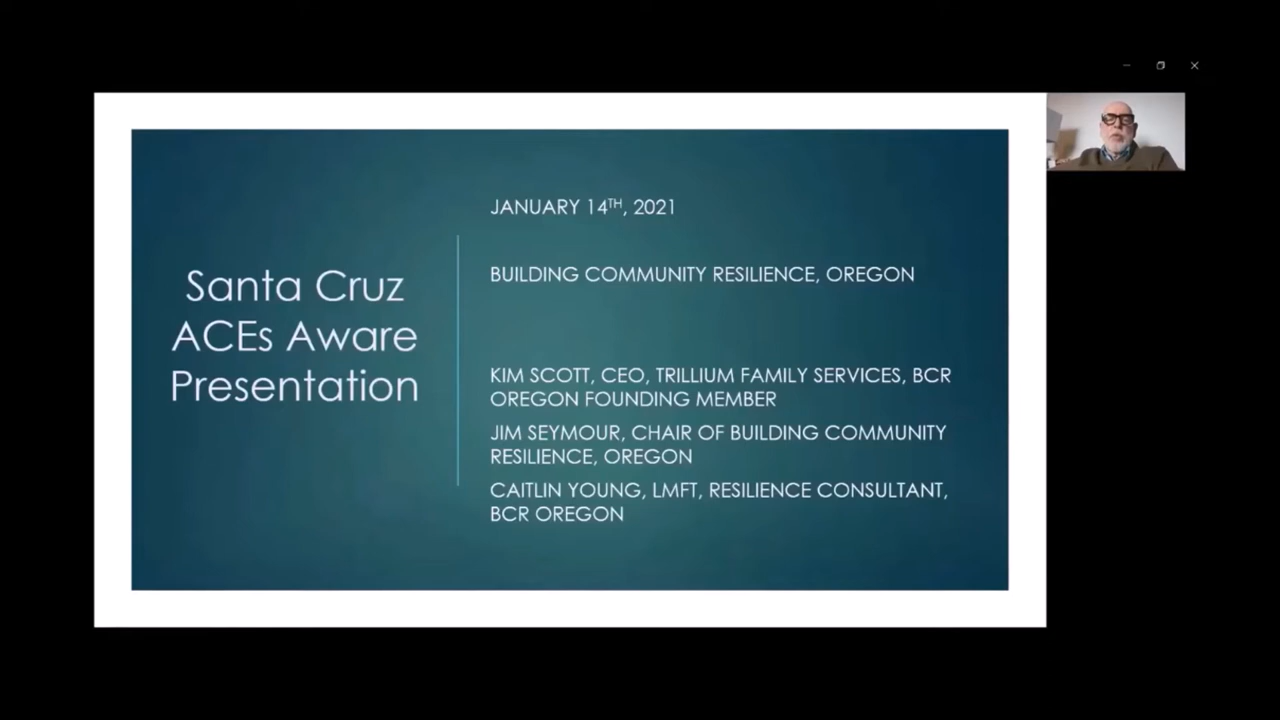 Santa Cruz
ACEs Aware
Presentation
JANUARY 14TH, 2021
BUILDING COMMUNITY RESILIENCE, OREGON
KIM SCOTT, CEO, TRILLIUM FAMILY SERVICES, BCR
OREGON FOUNDING MEMBER
JIM SEYMOUR, CHAIR OF BUILDING COMMUNITY
RESILIENCE, OREGON
CAITLIN YOUNG, LMFT, RESILIENCE CONSULTANT,
BCR OREGON